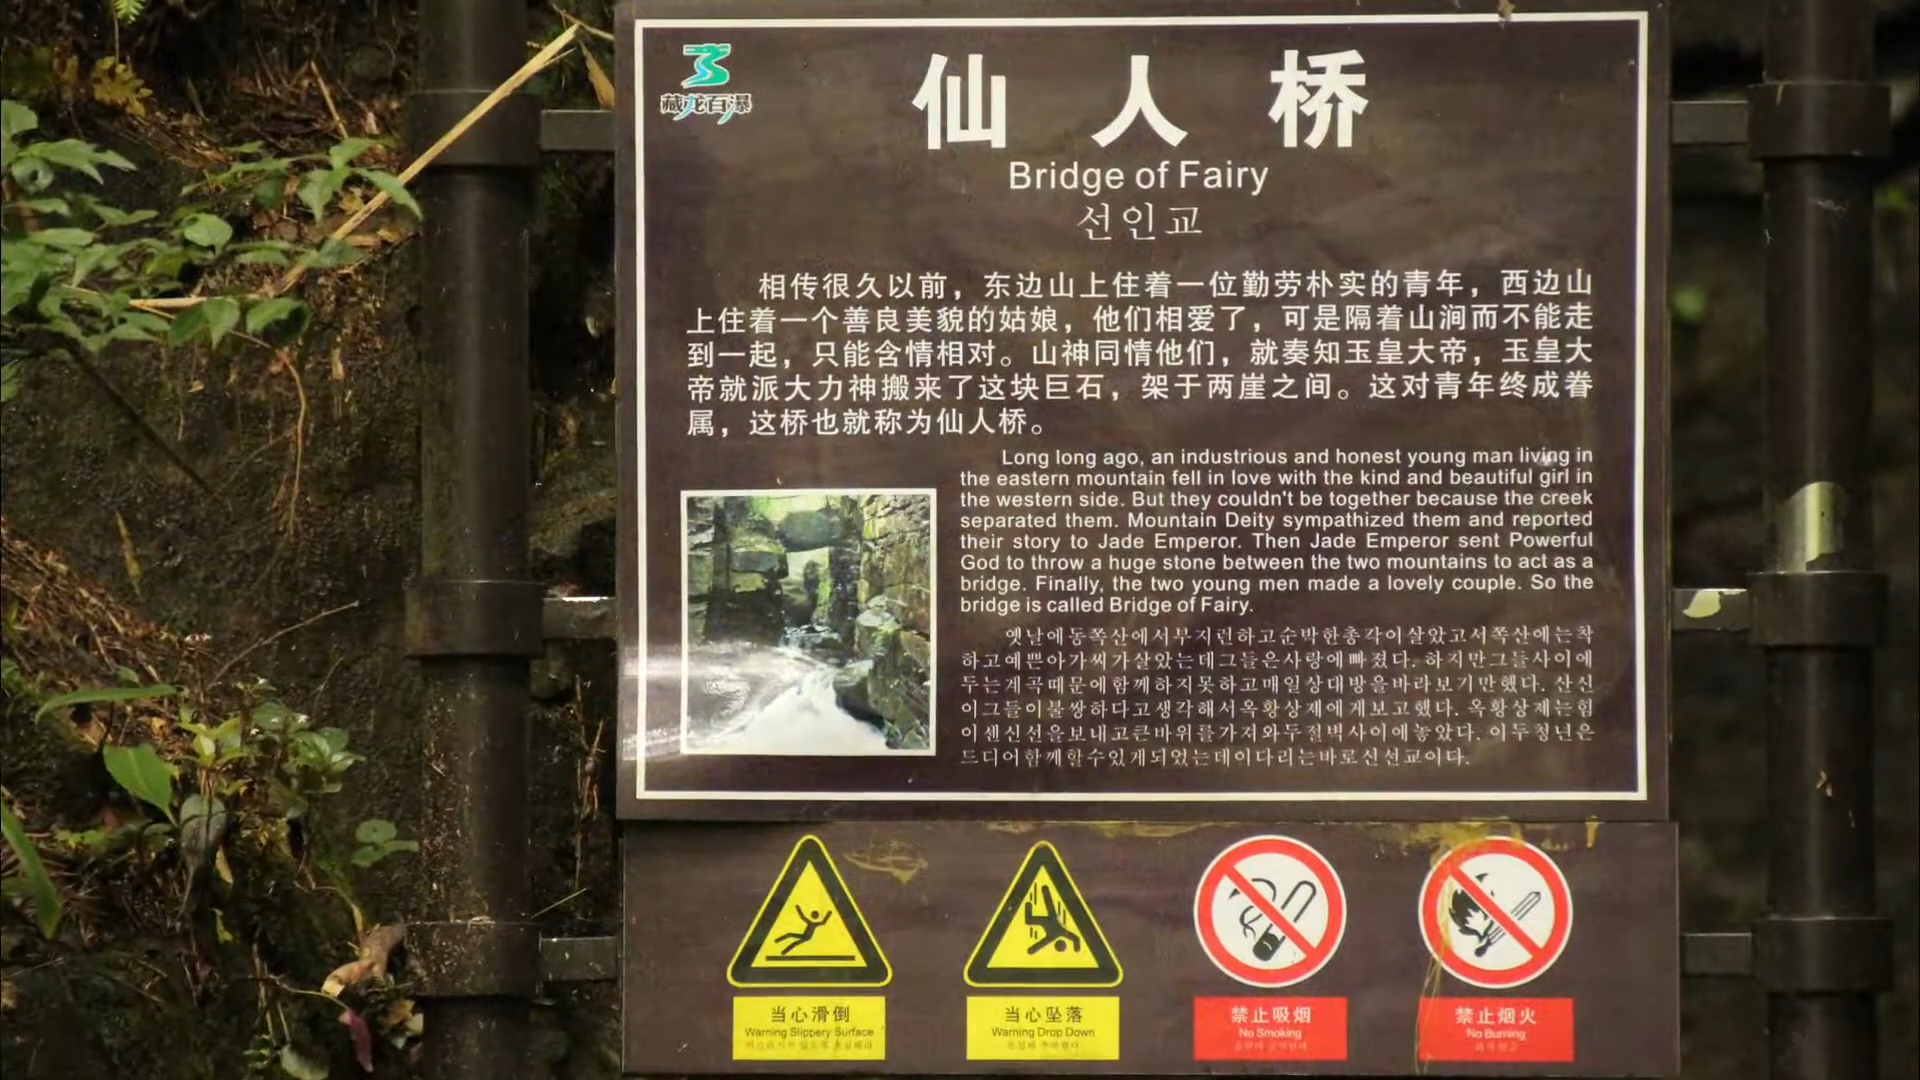 藏龙百瀑
仙人桥
Bridge of Fairy
선인교
相传很久以前，东边山上住着一位勤劳朴实的青年，西边山
上住着一个善良美貌的姑娘，他们相爱了，可是隔着山涧而不能走
到一起，只能含情相对。山神同情他们，就奏知玉皇大帝，玉皇大
帝就派大力神搬来了这块巨石，架于两崖之间。这对青年终成眷
属，这桥也就称为仙人桥。
Long long ago, an industrious and honest young man living in
the eastern mountain fell in love with the kind and beautiful girl in
the western side. But they couldn't be together because the creek
separated them. Mountain Deity sympathized them and reported
their story to Jade Emperor. Then Jade Emperor sent Powerful
God to throw a huge stone between the two mountains to act as a
bridge. Finally, the two young men made a lovely couple. So the
bridge is called Bridge of Fairy.
옛날에동쪽산에서부지런하고순박한총각이살았고서쪽산에는착
하고예쁜아가씨가살았는데그들은사랑에빠졌다. 하지만그들사이에
두는계곡때문에함께하지못하고매일상대방을바라보기만했다. 산신
이그들이불쌍하다고생각해서옥황상제에게보고했다. 옥황상제는힘
이센신선을보내고큰바위를가지와두절벽사이에놓았다. 이두청년은
드디어함께할수있게되었는데이다리는바로신선교이다.
当心滑倒
Warning Slippery Surface
当心坠落
Warning Drop Down
禁止吸烟
No Smoking
禁止烟火
No Burning